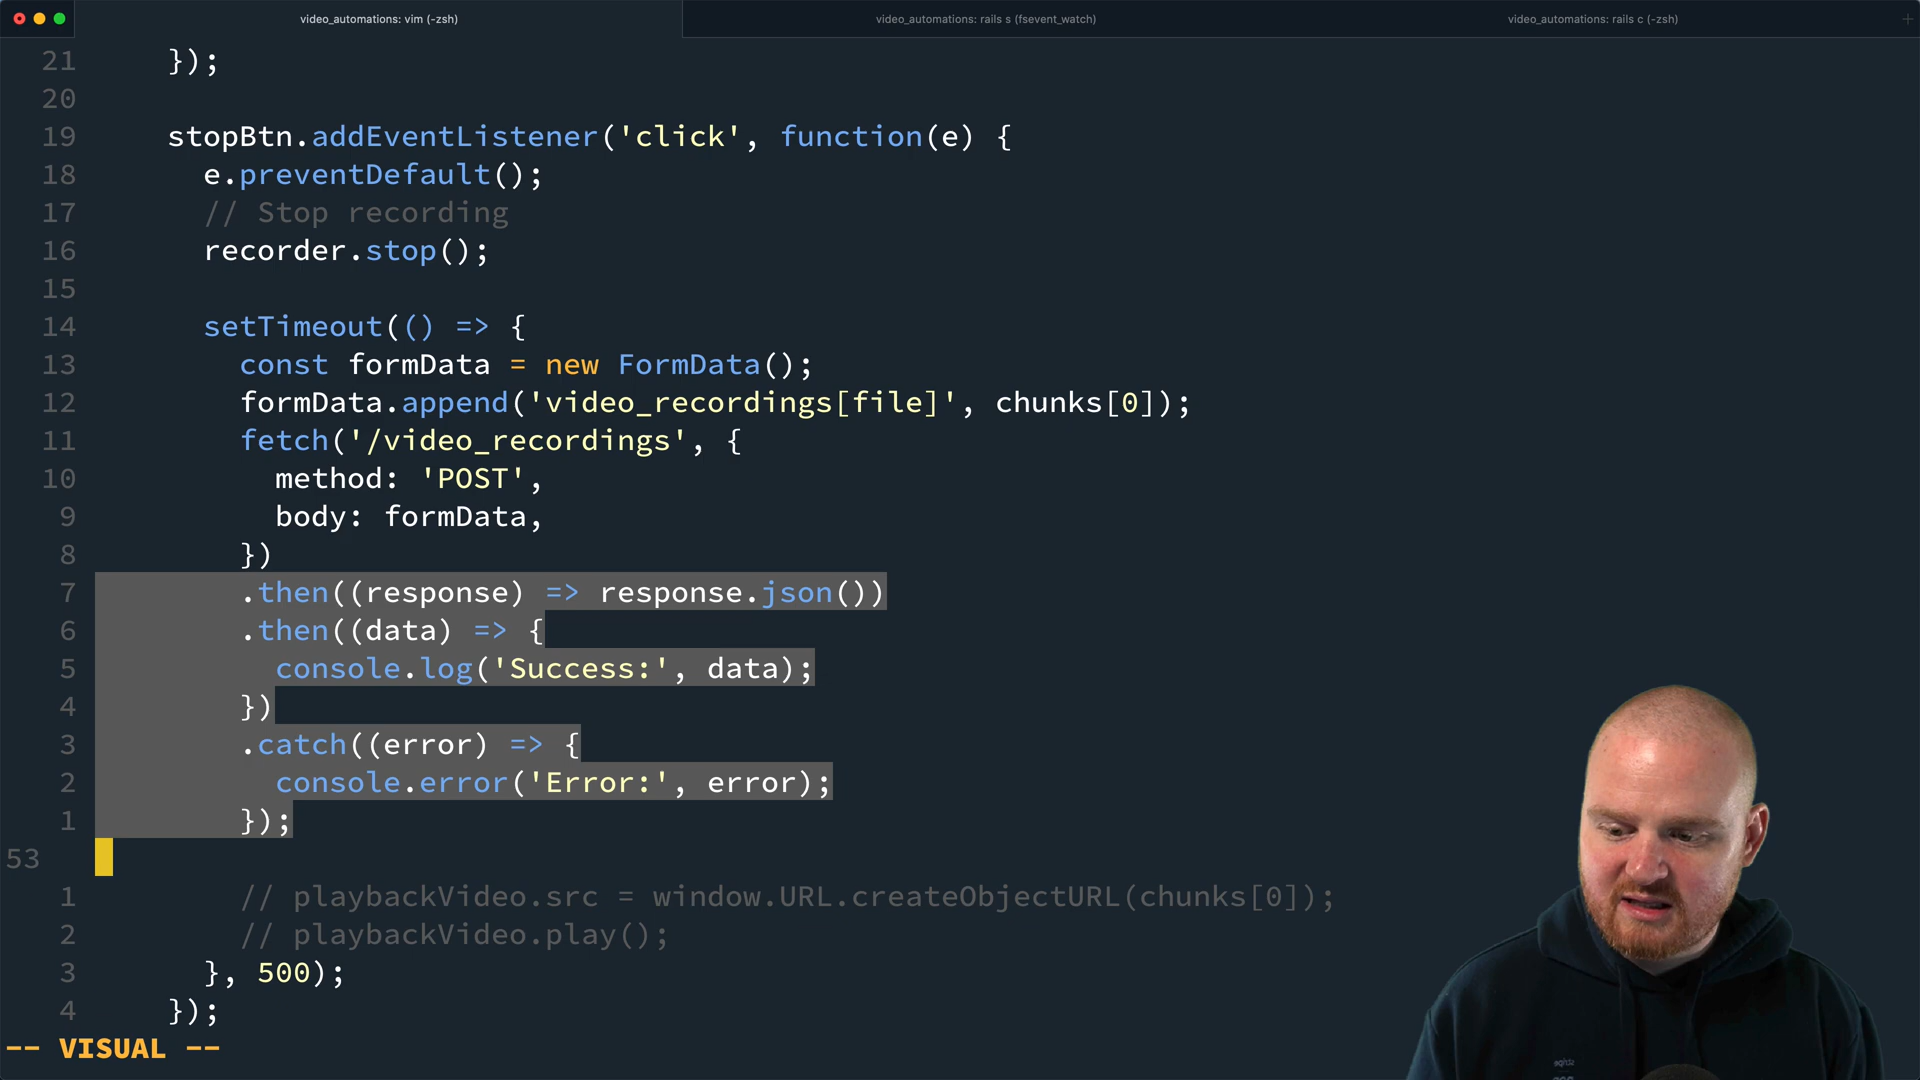 video_automations: vim (-zsh)
video_automations: rails s (fsevent_watch)
video_automations: rails c (-zsh)
21 });
20
19 stopBtn.addEventListener('click', function(e) {
18 e.preventDefault();
17 // Stop recording
16 recorder.stop();
15
14 setTimeout(() => {
13 const formData = new FormData();
12 formData.append('video_recordings[file]', chunks[0]);
11 fetch('/video_recordings', {
10 method: 'POST',
9 body: formData,
8 })
7 .then((response) => response.json())
6 .then((data) => {
5 console.log('Success:', data);
4 })
3 .catch((error) => {
2 console.error('Error:', error);
1 });
53
1 // playbackVideo.src = window.URL.createObjectURL(chunks[0]);
2 // playbackVideo.play();
3 }, 500);
4 });
-- VISUAL --